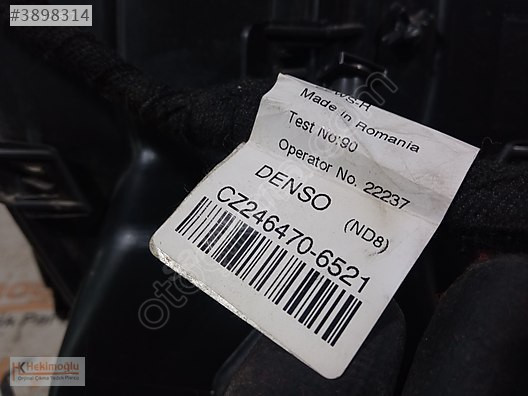 #3898314
Made in Romania
Test No:90
Operator No. 22237
DENSO (ND8)
CZ246470-6521
Hekimoğlu